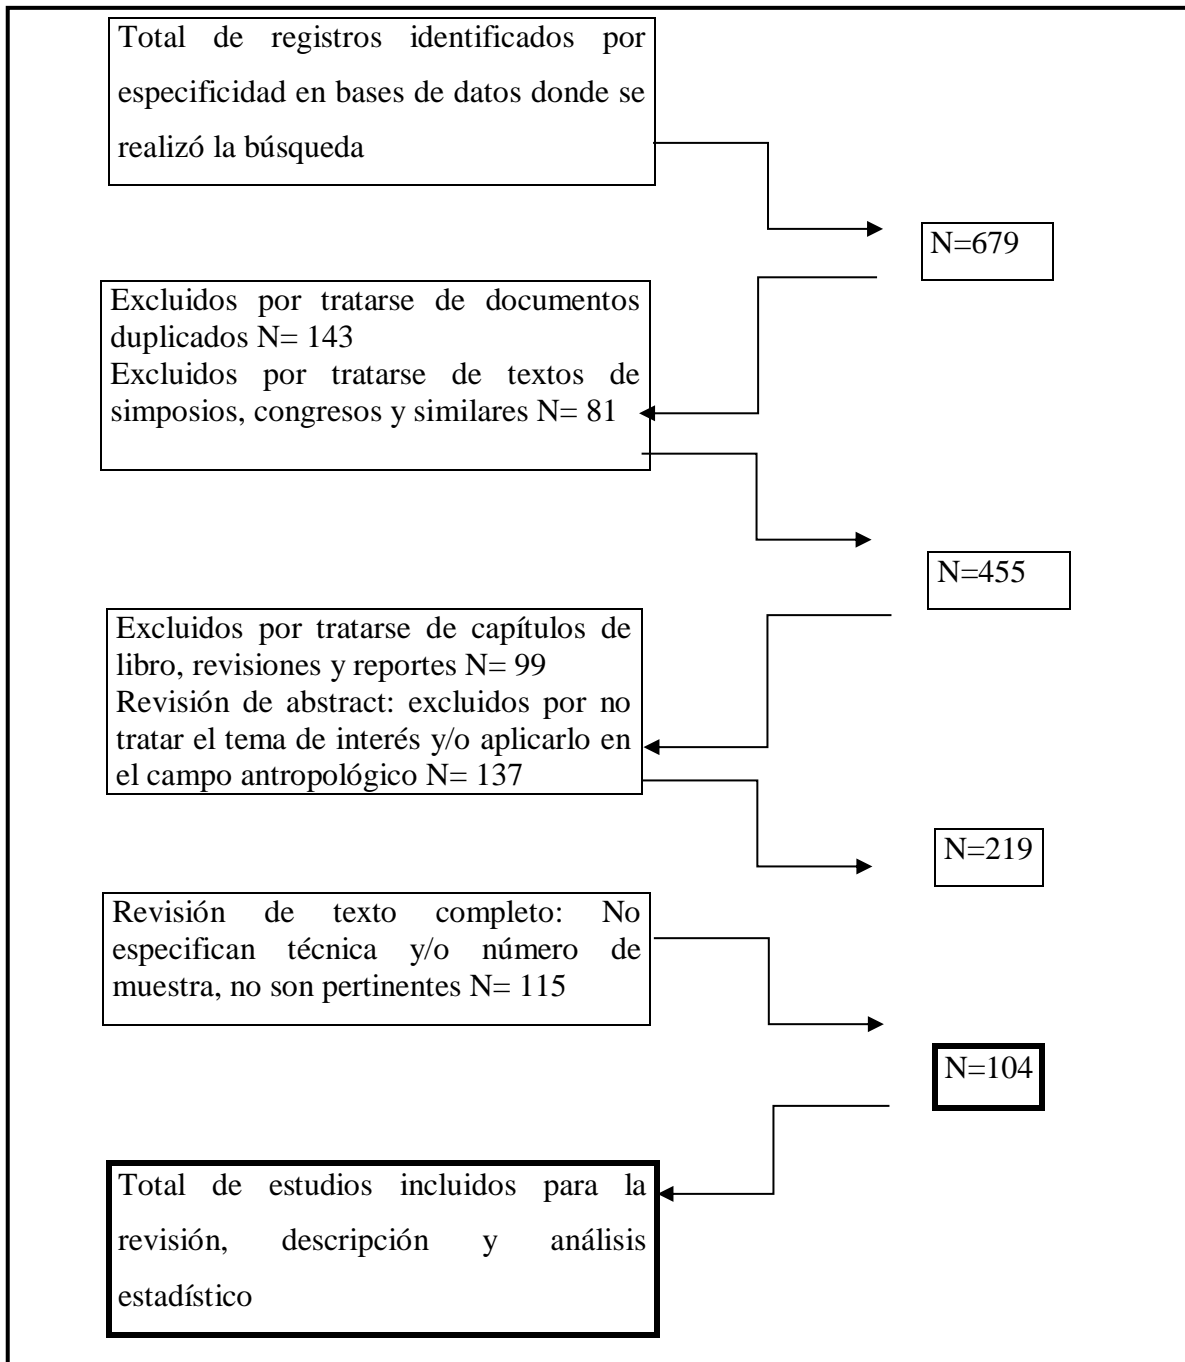 Total de registros identificados por
especificidad en bases de datos donde se
realizó la búsqueda
N=679
Excluidos por tratarse de documentos
duplicados N= 143
Excluidos por tratarse de textos de
simposios, congresos y similares N= 81
N=455
Excluidos por tratarse de capítulos de
libro, revisiones y reportes N= 99
Revisión de abstract: excluidos por no
tratar el tema de interés y/o aplicarlo en
el campo antropológico N= 137
N=219
Revisión de texto completo: No
especifican técnica y/o número de
muestra, no son pertinentes N= 115
N=104
Total de estudios incluidos para la
revisión, descripción y análisis
estadístico